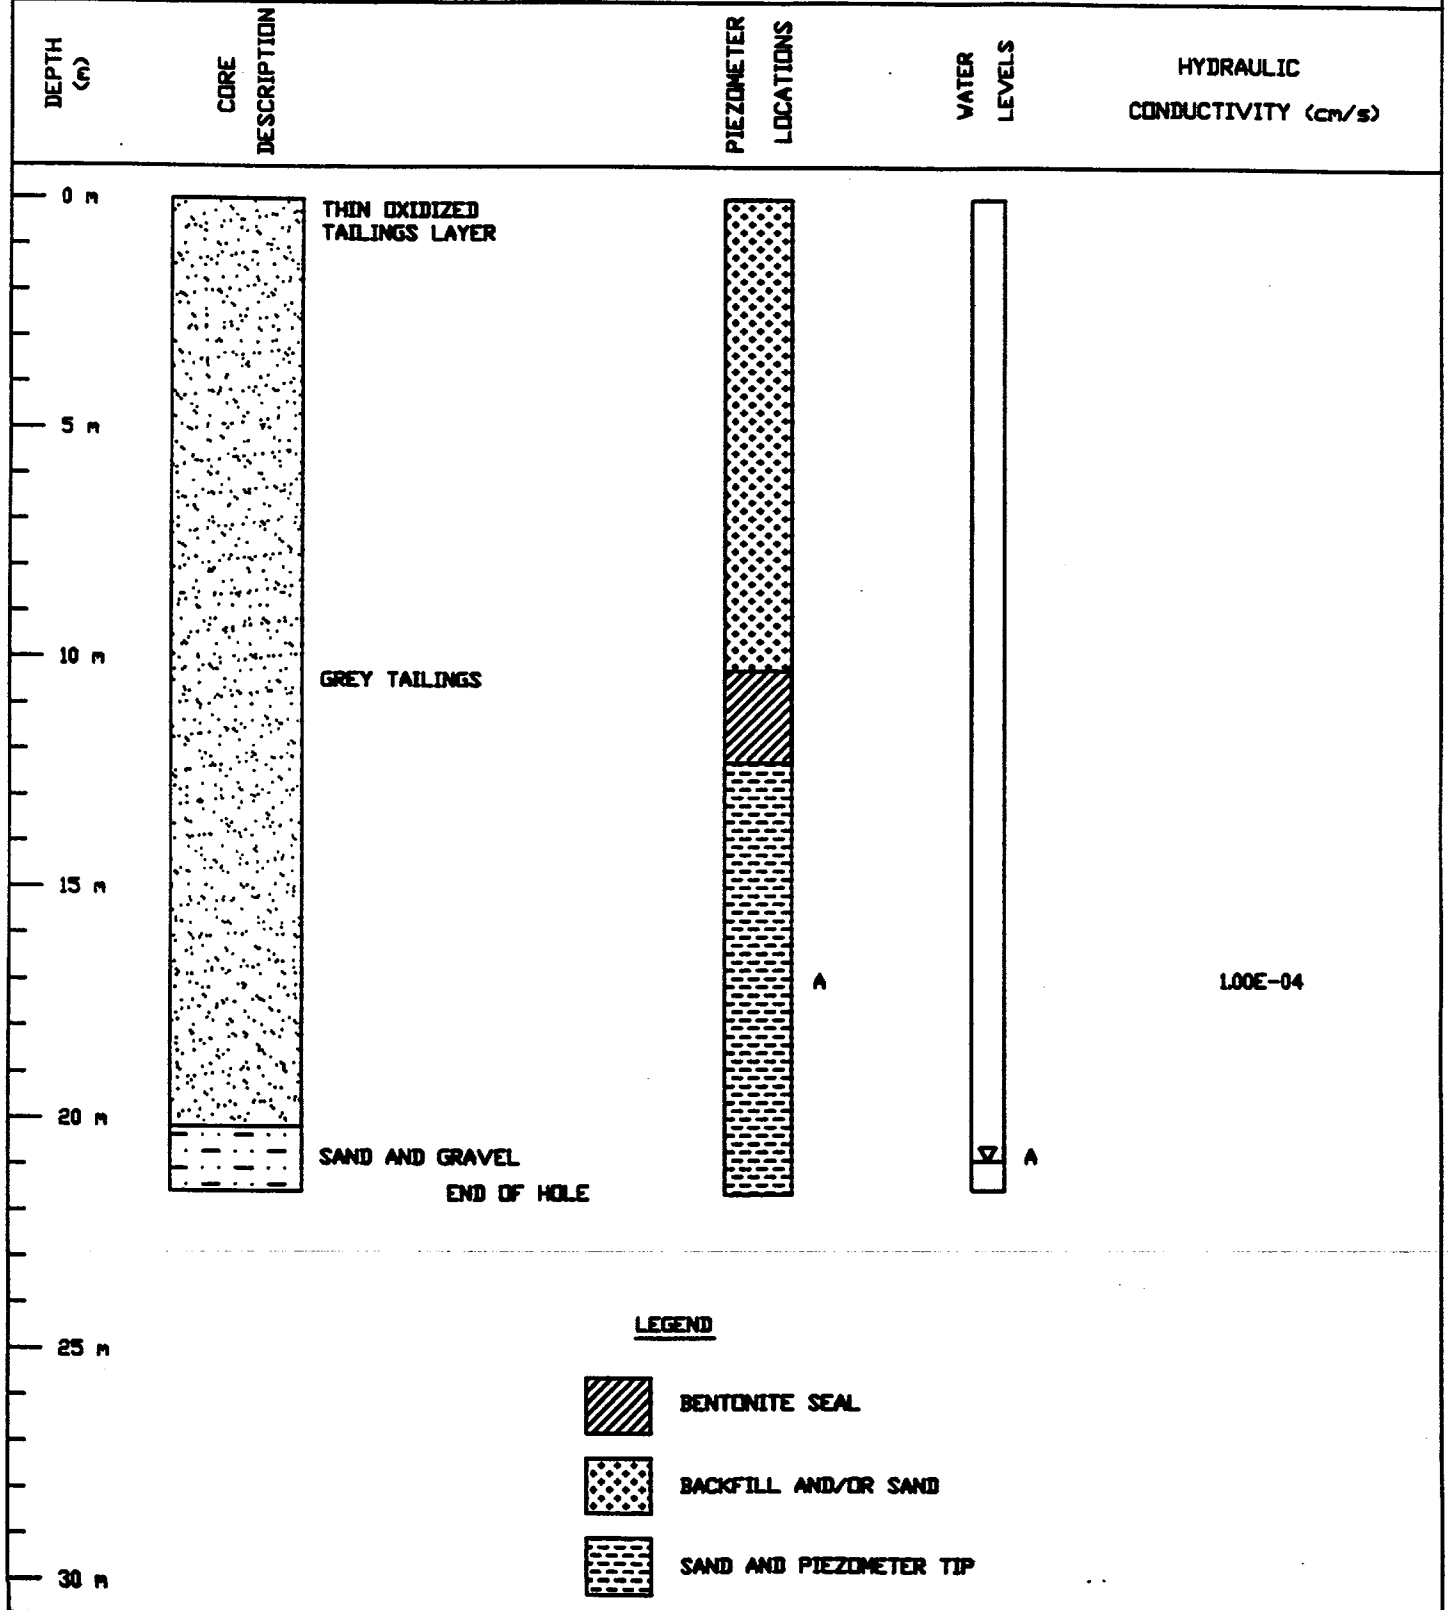 DEPTH
(m)
CORE
DESCRIPTION
PIEZOMETER
LOCATIONS
WATER
LEVELS
HYDRAULIC
CONDUCTIVITY (cm/s)
0 m
THIN OXIDIZED
TAILINGS LAYER
5 m
10 m
GREY TAILINGS
15 m
A
1.00E-04
20 m
SAND AND GRAVEL
A
END OF HOLE
LEGEND
25 m
BENTONITE SEAL
BACKFILL AND/OR SAND
SAND AND PIEZOMETER TIP
30 m